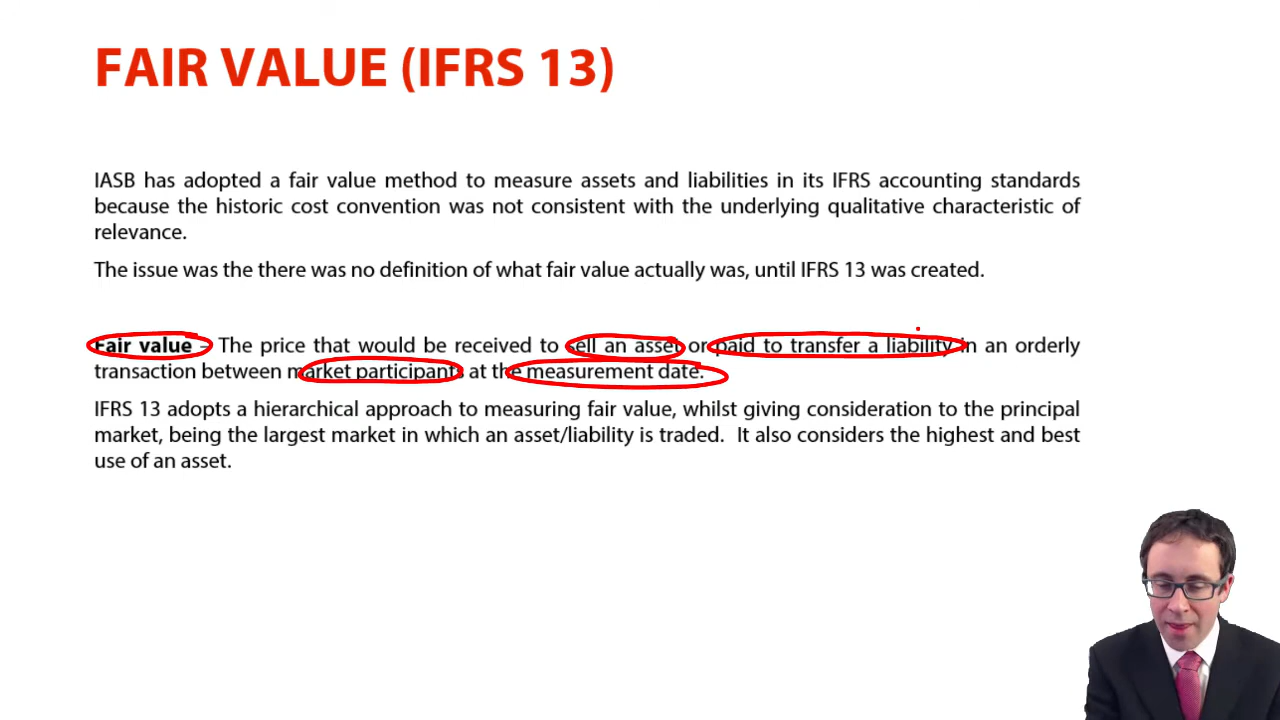 FAIR VALUE (IFRS 13)
IASB has adopted a fair value method to measure assets and liabilities in its IFRS accounting standards
because the historic cost convention was not consistent with the underlying qualitative characteristic of
relevance.
The issue was the there was no definition of what fair value actually was, until IFRS 13 was created.
Fair value – The price that would be received to sell an asset or paid to transfer a liability in an orderly
transaction between market participants at the measurement date.
IFRS 13 adopts a hierarchical approach to measuring fair value, whilst giving consideration to the principal
market, being the largest market in which an asset/liability is traded. It also considers the highest and best
use of an asset.